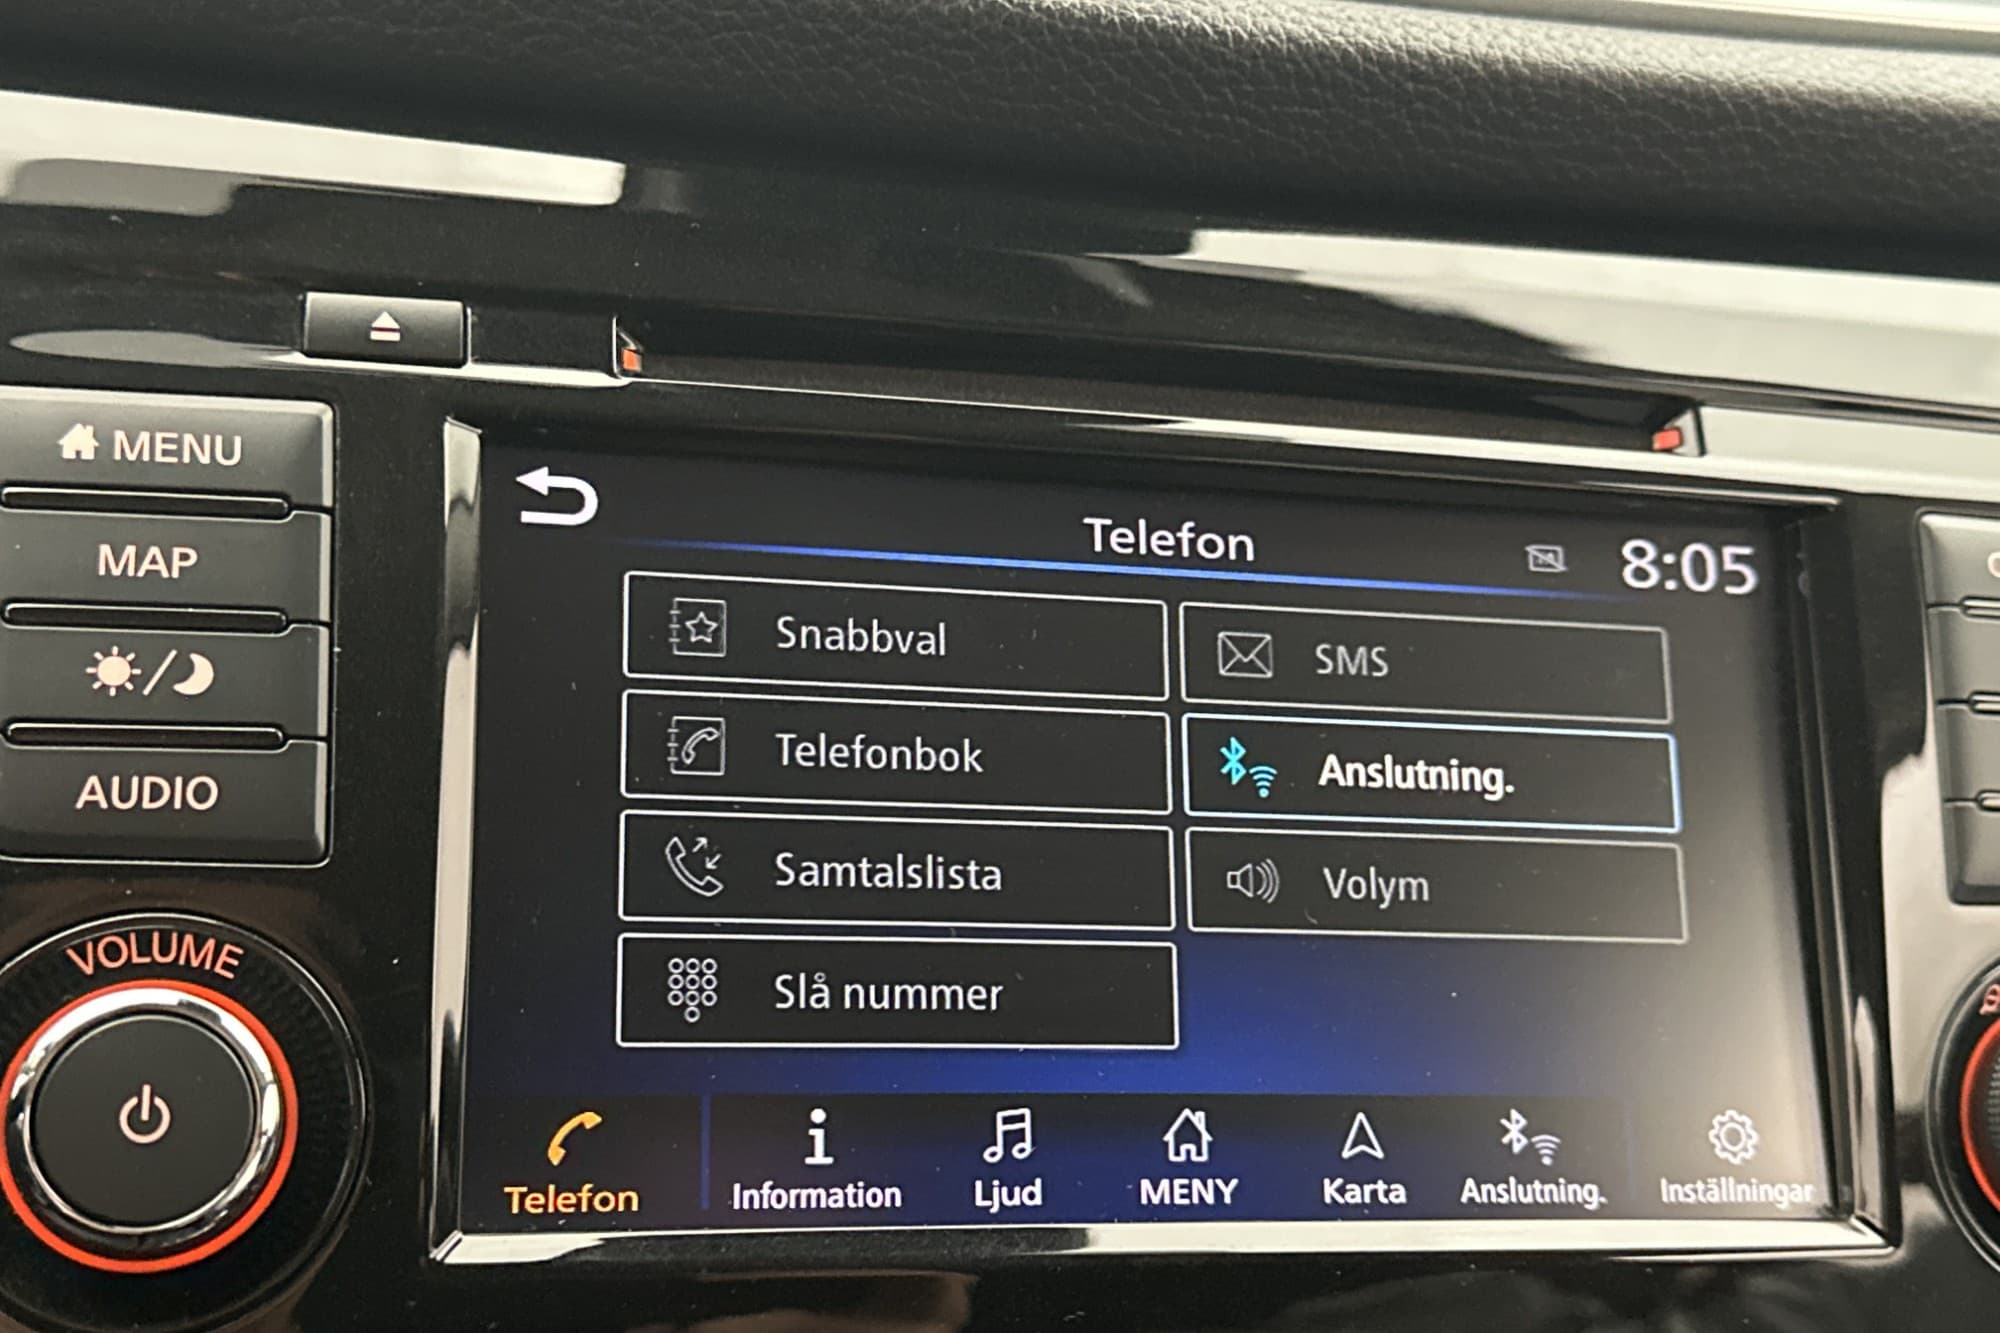 MENU
MAP
AUDIO
VOLUME
Telefon
8:05
Snabbval
SMS
Telefonbok
Anslutning.
Samtalslista
Volym
Slå nummer
Telefon
Information
Ljud
MENY
Karta
Anslutning.
Inställningar